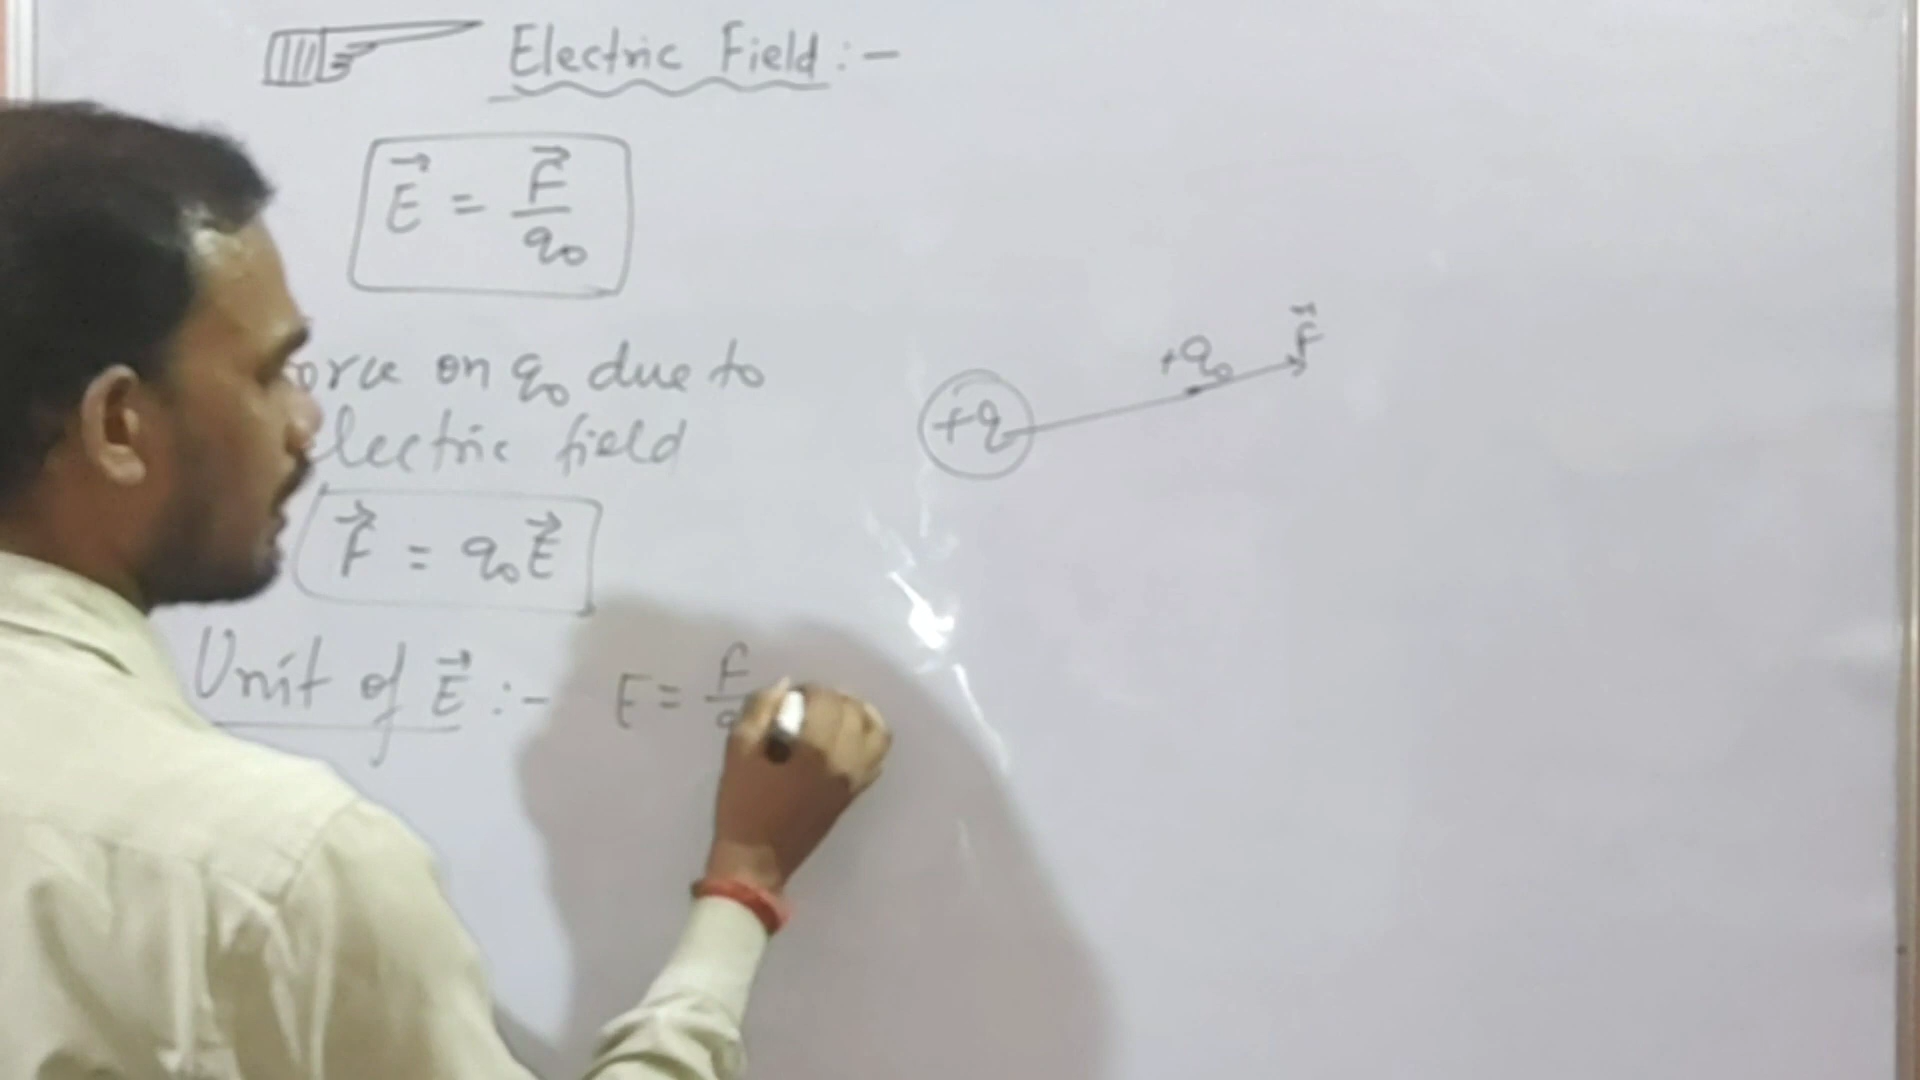 Electric Field :-
E⃗ = F⃗/q₀
orce on q₀ due to
lectric field
F⃗ = q₀E⃗
Unit of E⃗ :- E = F/
+q +q₀ F⃗